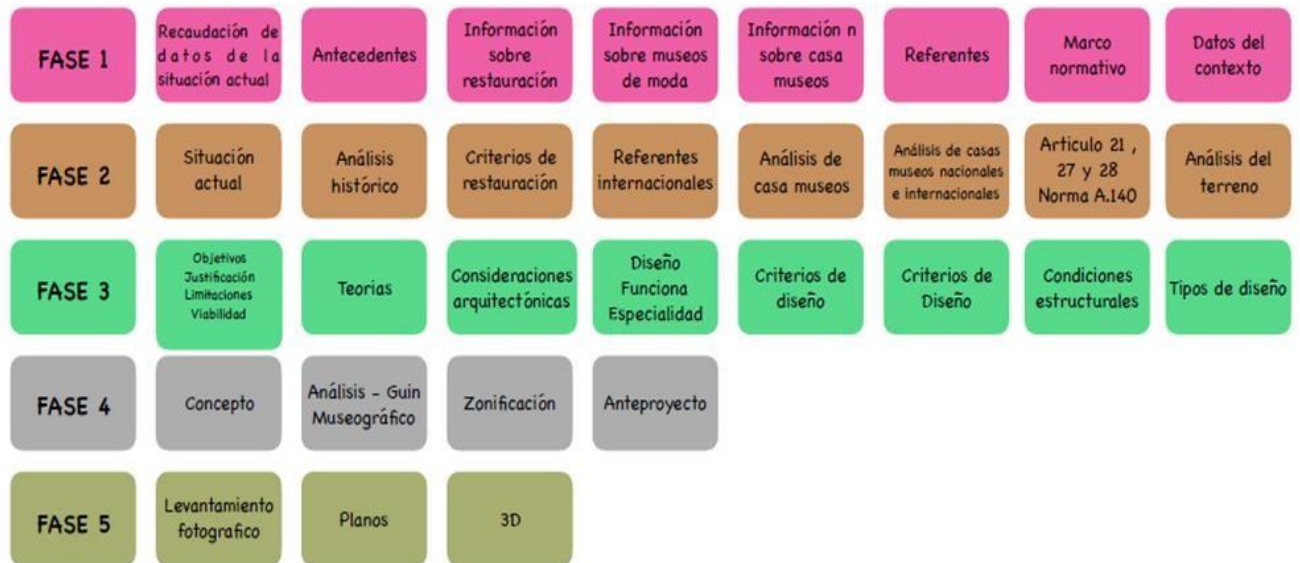 FASE 1
Recaudación de
datos de la
situación actual
Antecedentes
Información
sobre
restauración
Información
sobre museos
de moda
Información n
sobre casa
museos
Referentes
Marco
normativo
Datos del
contexto
FASE 2
Situación
actual
Análisis
histórico
Criterios de
restauración
Referentes
internacionales
Análisis de
casa museos
Análisis de casas
museos nacionales
e internacionales
Articulo 21 ,
27 y 28
Norma A.140
Análisis del
terreno
FASE 3
Objetivos
Justificación
Limitaciones
Viabilidad
Teorias
Consideraciones
arquitectónicas
Diseño
Funciona
Especialidad
Criterios de
diseño
Criterios de
Diseño
Condiciones
estructurales
Tipos de diseño
FASE 4
Concepto
Análisis - Guin
Museográfico
Zonificación
Anteproyecto
FASE 5
Levantamiento
fotografico
Planos
3D